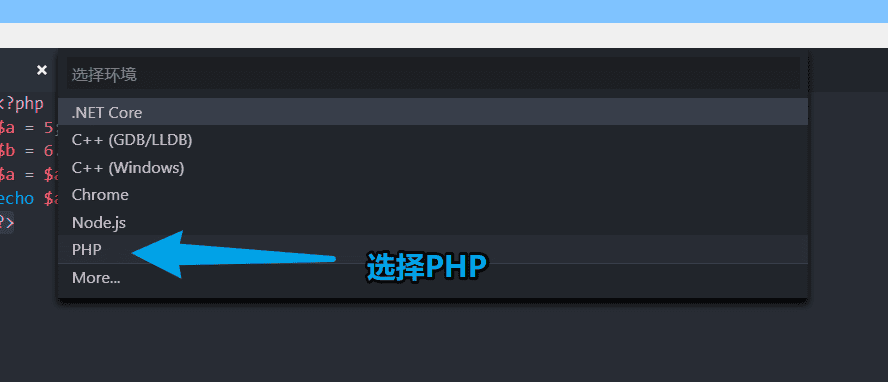 选择环境
<?php
.NET Core
$a = 5;
C++ (GDB/LLDB)
$b = 6
C++ (Windows)
$a = $a
Chrome
echo $a
Node.js
?>
PHP
选择PHP
More...